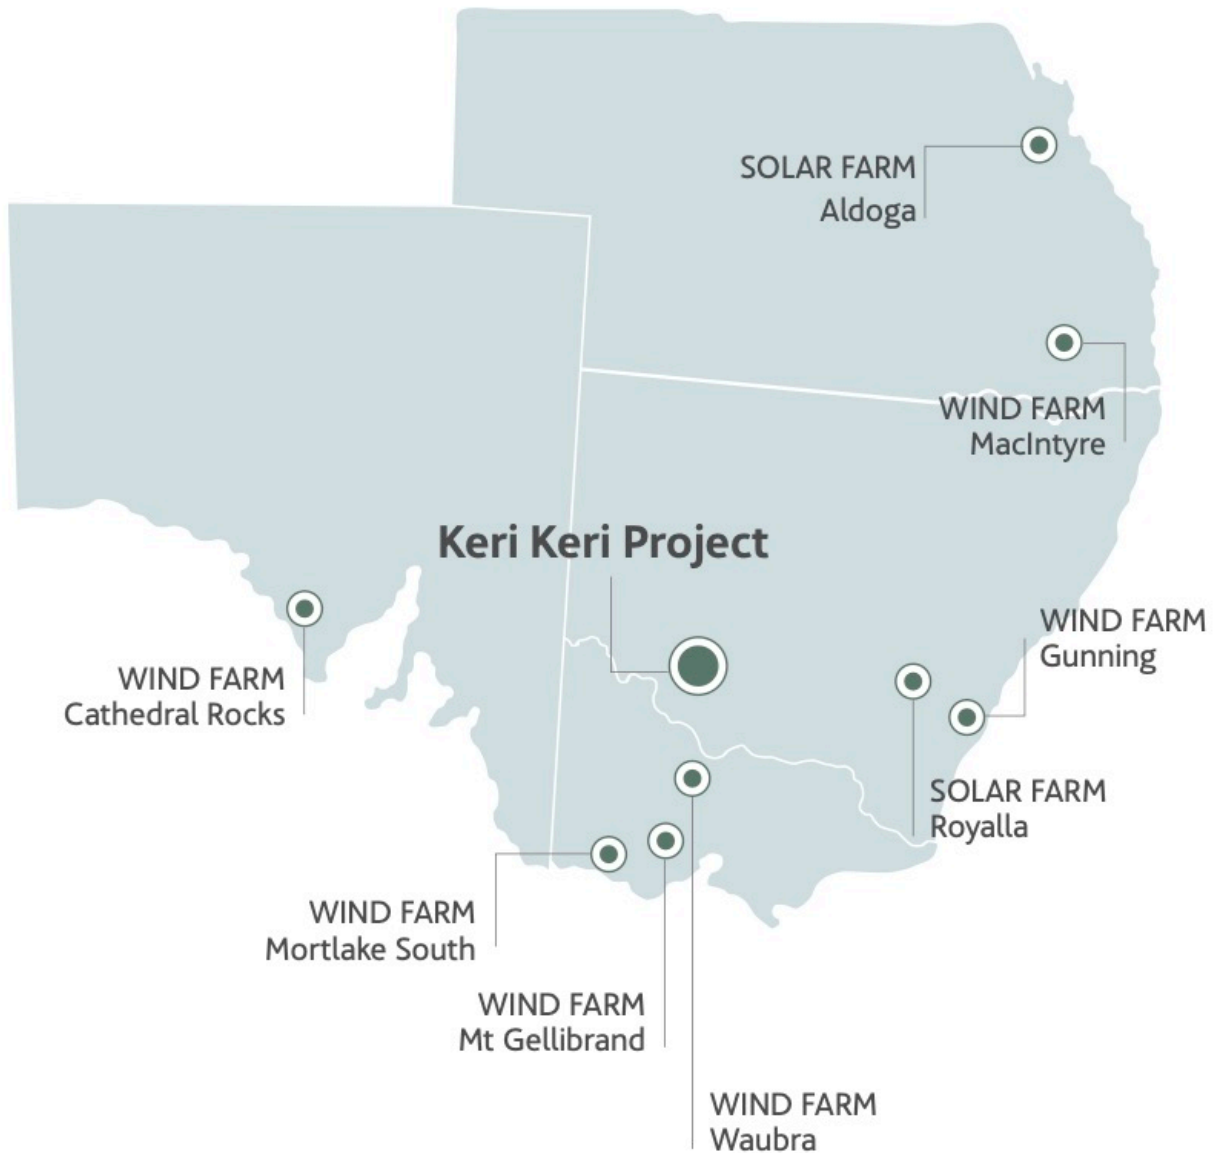 SOLAR FARM
Aldoga
WIND FARM
MacIntyre
Keri Keri Project
WIND FARM
Gunning
WIND FARM
Cathedral Rocks
SOLAR FARM
Royalla
WIND FARM
Mortlake South
WIND FARM
Mt Gellibrand
WIND FARM
Waubra